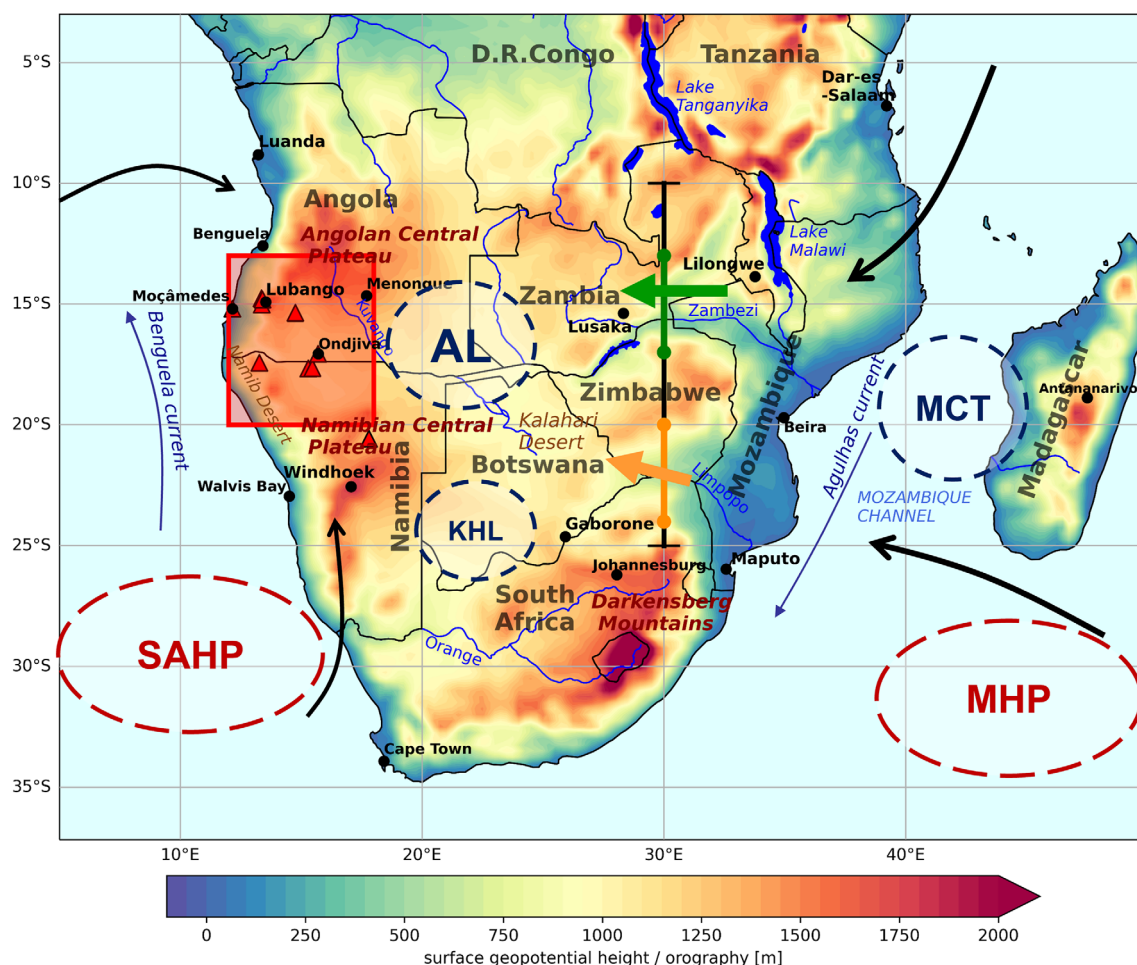 D.R.Congo
Tanzania
5°S
Dar-es
-Salaam
Lake
Tanganyika
Luanda
10°S
Angola
Benguela
Angolan Central
Plateau
Lake
Malawi
Lilongwe
Moçâmedes
Lubango
Menongue
15°S
Zambia
Zambezi
Lusaka
Kuvango
Ondjiva
AL
Benguela current
Namib Desert
Mozambique
Zimbabwe
MCT
Madagascar
Antananarivo
20°S
Namibian Central
Plateau
Kalahari
Desert
Beira
Agulhas current
Botswana
Limpopo
Windhoek
Walvis Bay
Namibia
MOZAMBIQUE
CHANNEL
KHL
Gaborone
25°S
Johannesburg
Maputo
South
Africa
Darkensberg
Mountains
Orange
SAHP
MHP
30°S
Cape Town
35°S
10°E
20°E
30°E
40°E
0
250
500
750
1000
1250
1500
1750
2000
surface geopotential height / orography [m]